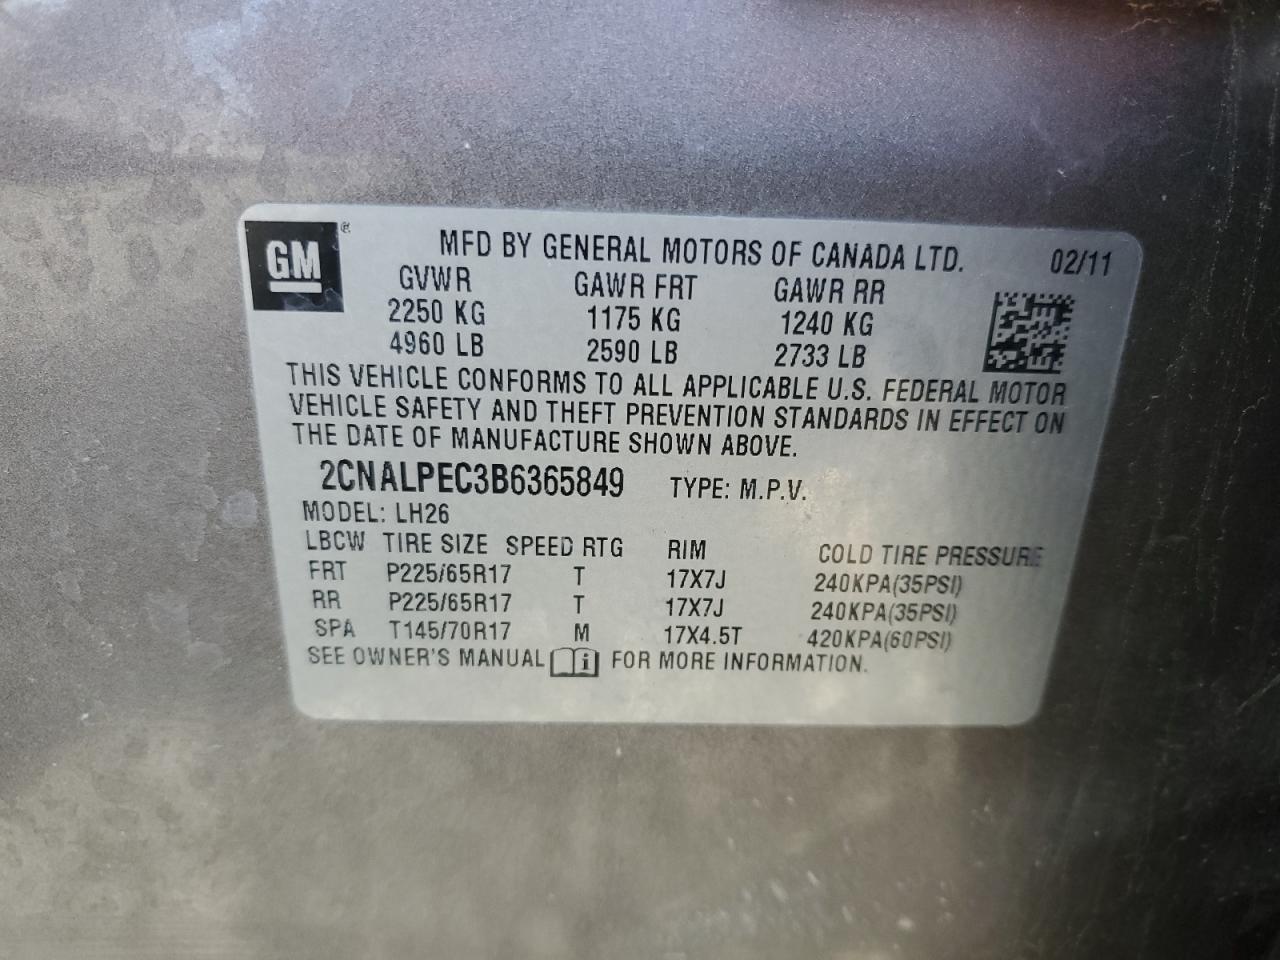 GM ® MFD BY GENERAL MOTORS OF CANADA LTD. 02/11
GVWR GAWR FRT GAWR RR
2250 KG 1175 KG 1240 KG
4960 LB 2590 LB 2733 LB
THIS VEHICLE CONFORMS TO ALL APPLICABLE U.S. FEDERAL MOTOR
VEHICLE SAFETY AND THEFT PREVENTION STANDARDS IN EFFECT ON
THE DATE OF MANUFACTURE SHOWN ABOVE.
2CNALPEC3B6365849 TYPE: M.P.V.
MODEL: LH26
LBCW TIRE SIZE SPEED RTG RIM COLD TIRE PRESSURE
FRT P225/65R17 T 17X7J 240KPA(35PSI)
RR P225/65R17 T 17X7J 240KPA(35PSI)
SPA T145/70R17 M 17X4.5T 420KPA(60PSI)
SEE OWNER'S MANUAL i FOR MORE INFORMATION.